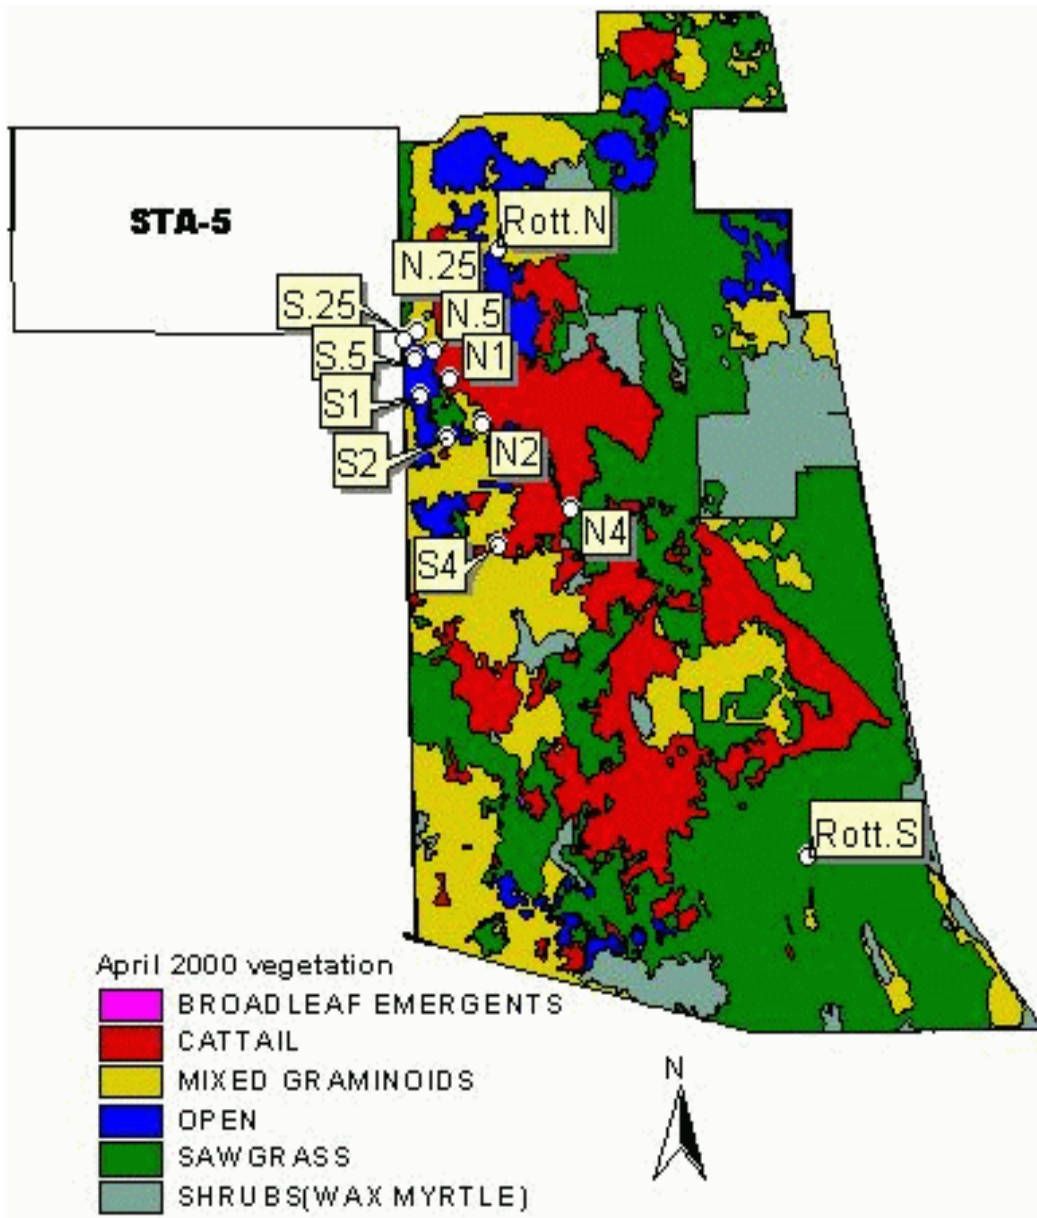 STA-5
Rott.N
N.25
S.25
N.5
S.5
N1
S1
N2
S2
N4
S4
Rott.S
April 2000 vegetation
BROADLEAF EMERGENTS
CATTAIL
MIXED GRAMINOIDS
OPEN
SAWGRASS
SHRUBS(WAX MYRTLE)
N